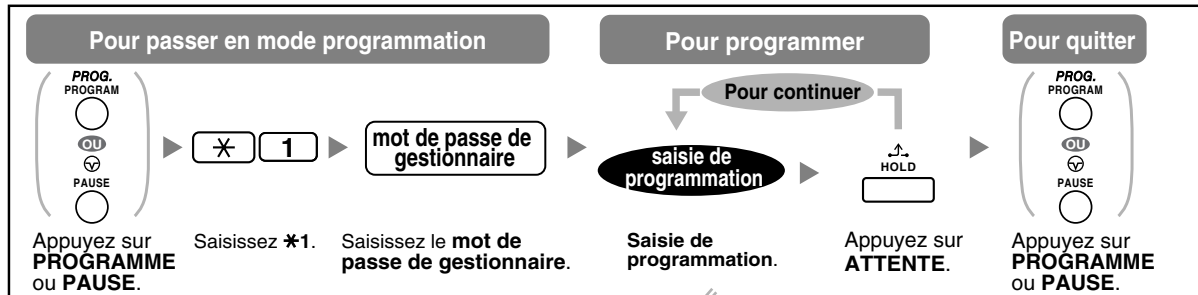 Pour passer en mode programmation
PROG.
PROGRAM
OU
PAUSE
Appuyez sur
PROGRAMME
ou PAUSE.
* 1
Saisissez *1.
mot de passe de
gestionnaire
Saisissez le mot de
passe de gestionnaire.
Pour programmer
Pour continuer
saisie de
programmation
Saisie de
programmation.
HOLD
Appuyez sur
ATTENTE.
Pour quitter
PROG.
PROGRAM
OU
PAUSE
Appuyez sur
PROGRAMME
ou PAUSE.